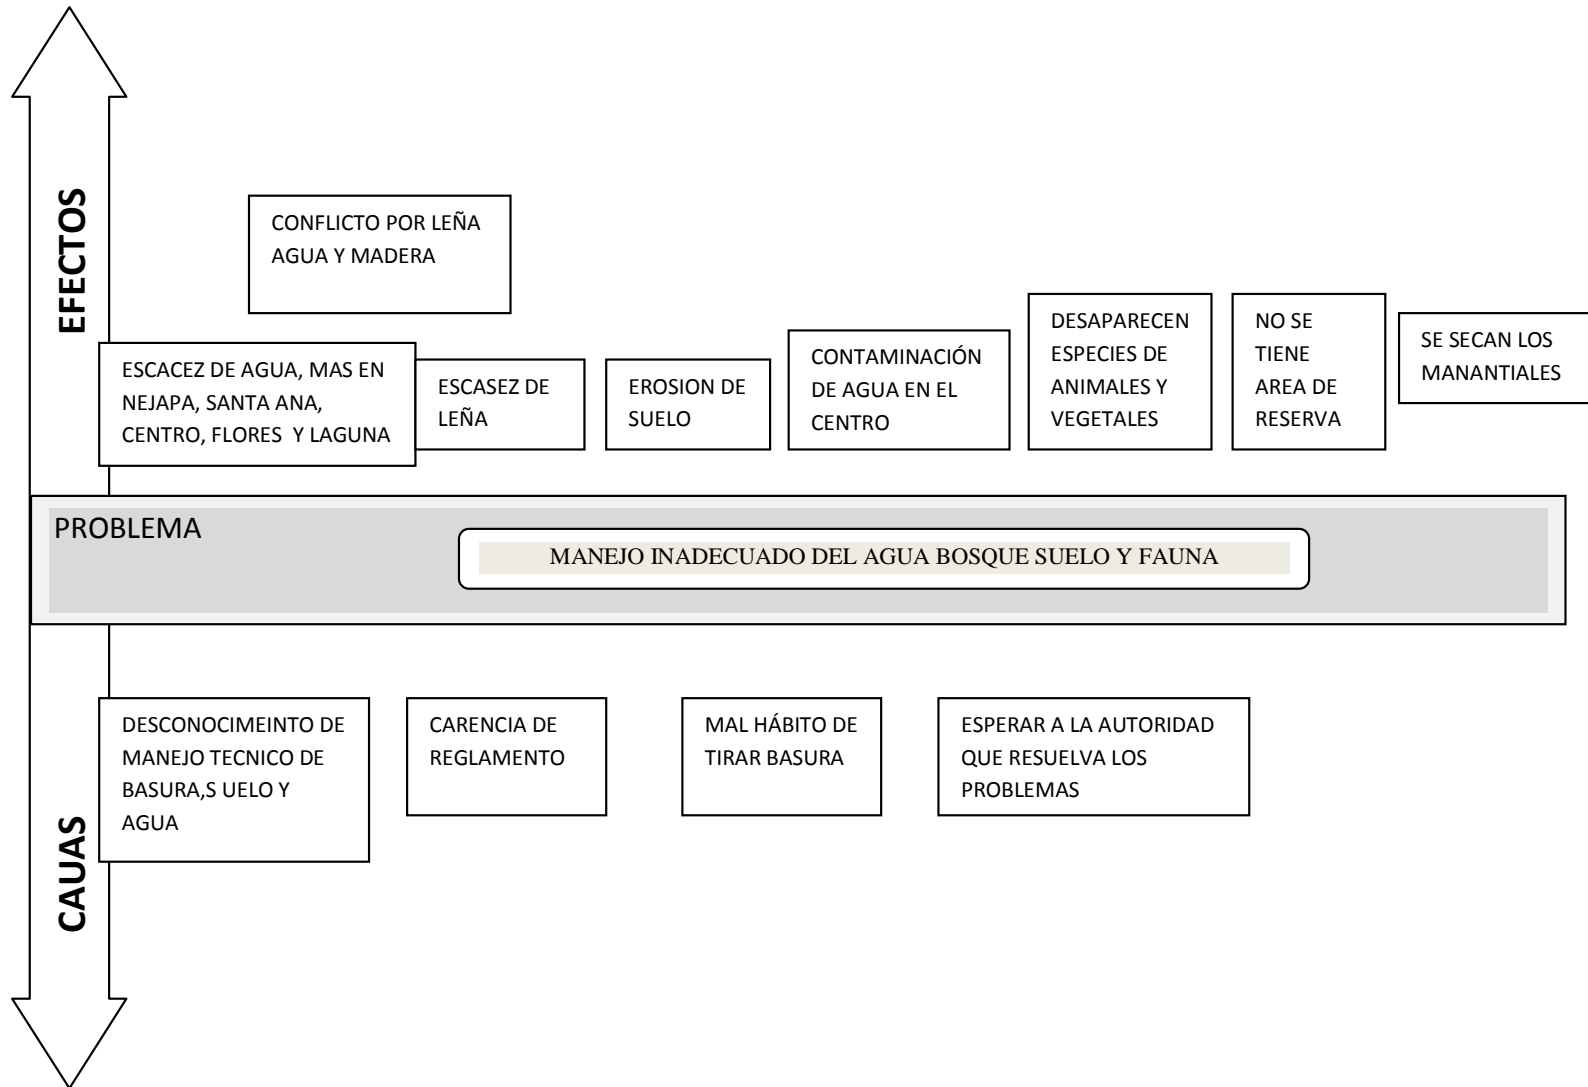 EFECTOS
CONFLICTO POR LEÑA
AGUA Y MADERA
ESCACEZ DE AGUA, MAS EN
NEJAPA, SANTA ANA,
CENTRO, FLORES Y LAGUNA
ESCASEZ DE
LEÑA
EROSION DE
SUELO
CONTAMINACIÓN
DE AGUA EN EL
CENTRO
DESAPARECEN
ESPECIES DE
ANIMALES Y
VEGETALES
NO SE
TIENE
AREA DE
RESERVA
SE SECAN LOS
MANANTIALES
PROBLEMA
MANEJO INADECUADO DEL AGUA BOSQUE SUELO Y FAUNA
CAUAS
DESCONOCIMEINTO DE
MANEJO TECNICO DE
BASURA,S UELO Y
AGUA
CARENCIA DE
REGLAMENTO
MAL HÁBITO DE
TIRAR BASURA
ESPERAR A LA AUTORIDAD
QUE RESUELVA LOS
PROBLEMAS